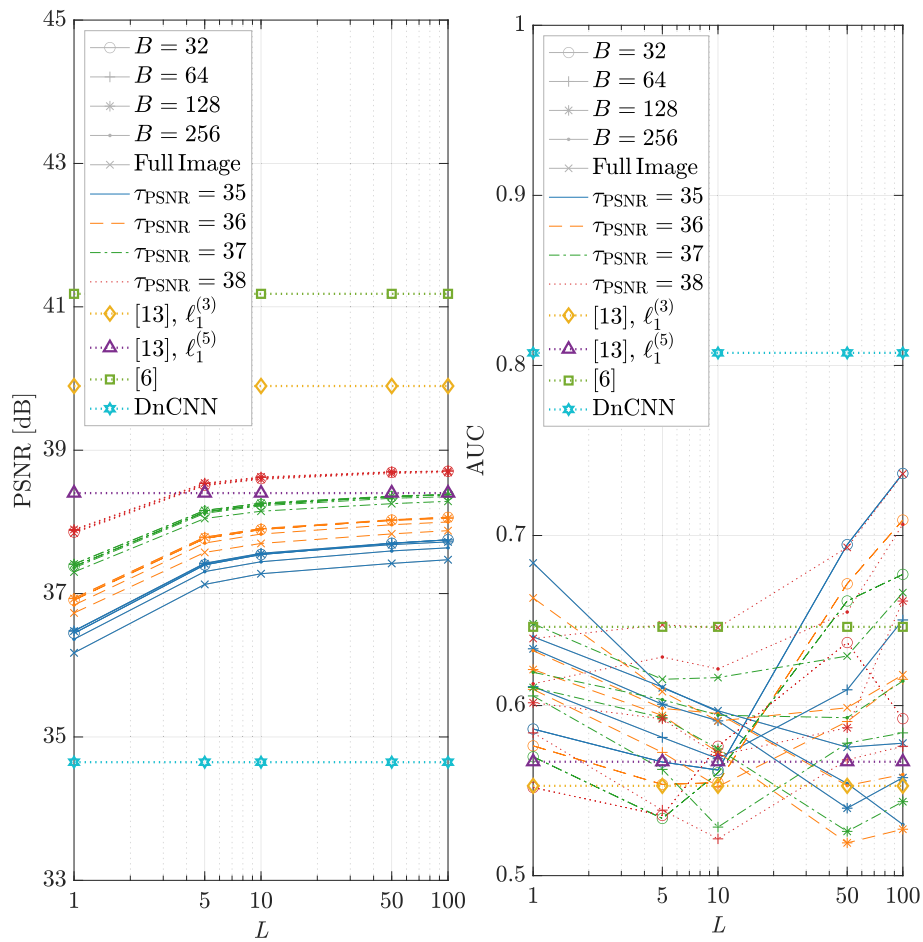 45
43
41
39
37
35
33
PSNR [dB]
1
5
10
50
100
L
B = 32
B = 64
B = 128
B = 256
Full Image
τPSNR = 35
τPSNR = 36
τPSNR = 37
τPSNR = 38
[13], ℓ₁⁽³⁾
[13], ℓ₁⁽⁵⁾
[6]
DnCNN
1
0.9
0.8
0.7
0.6
0.5
AUC
1
5
10
50
100
L
B = 32
B = 64
B = 128
B = 256
Full Image
τPSNR = 35
τPSNR = 36
τPSNR = 37
τPSNR = 38
[13], ℓ₁⁽³⁾
[13], ℓ₁⁽⁵⁾
[6]
DnCNN